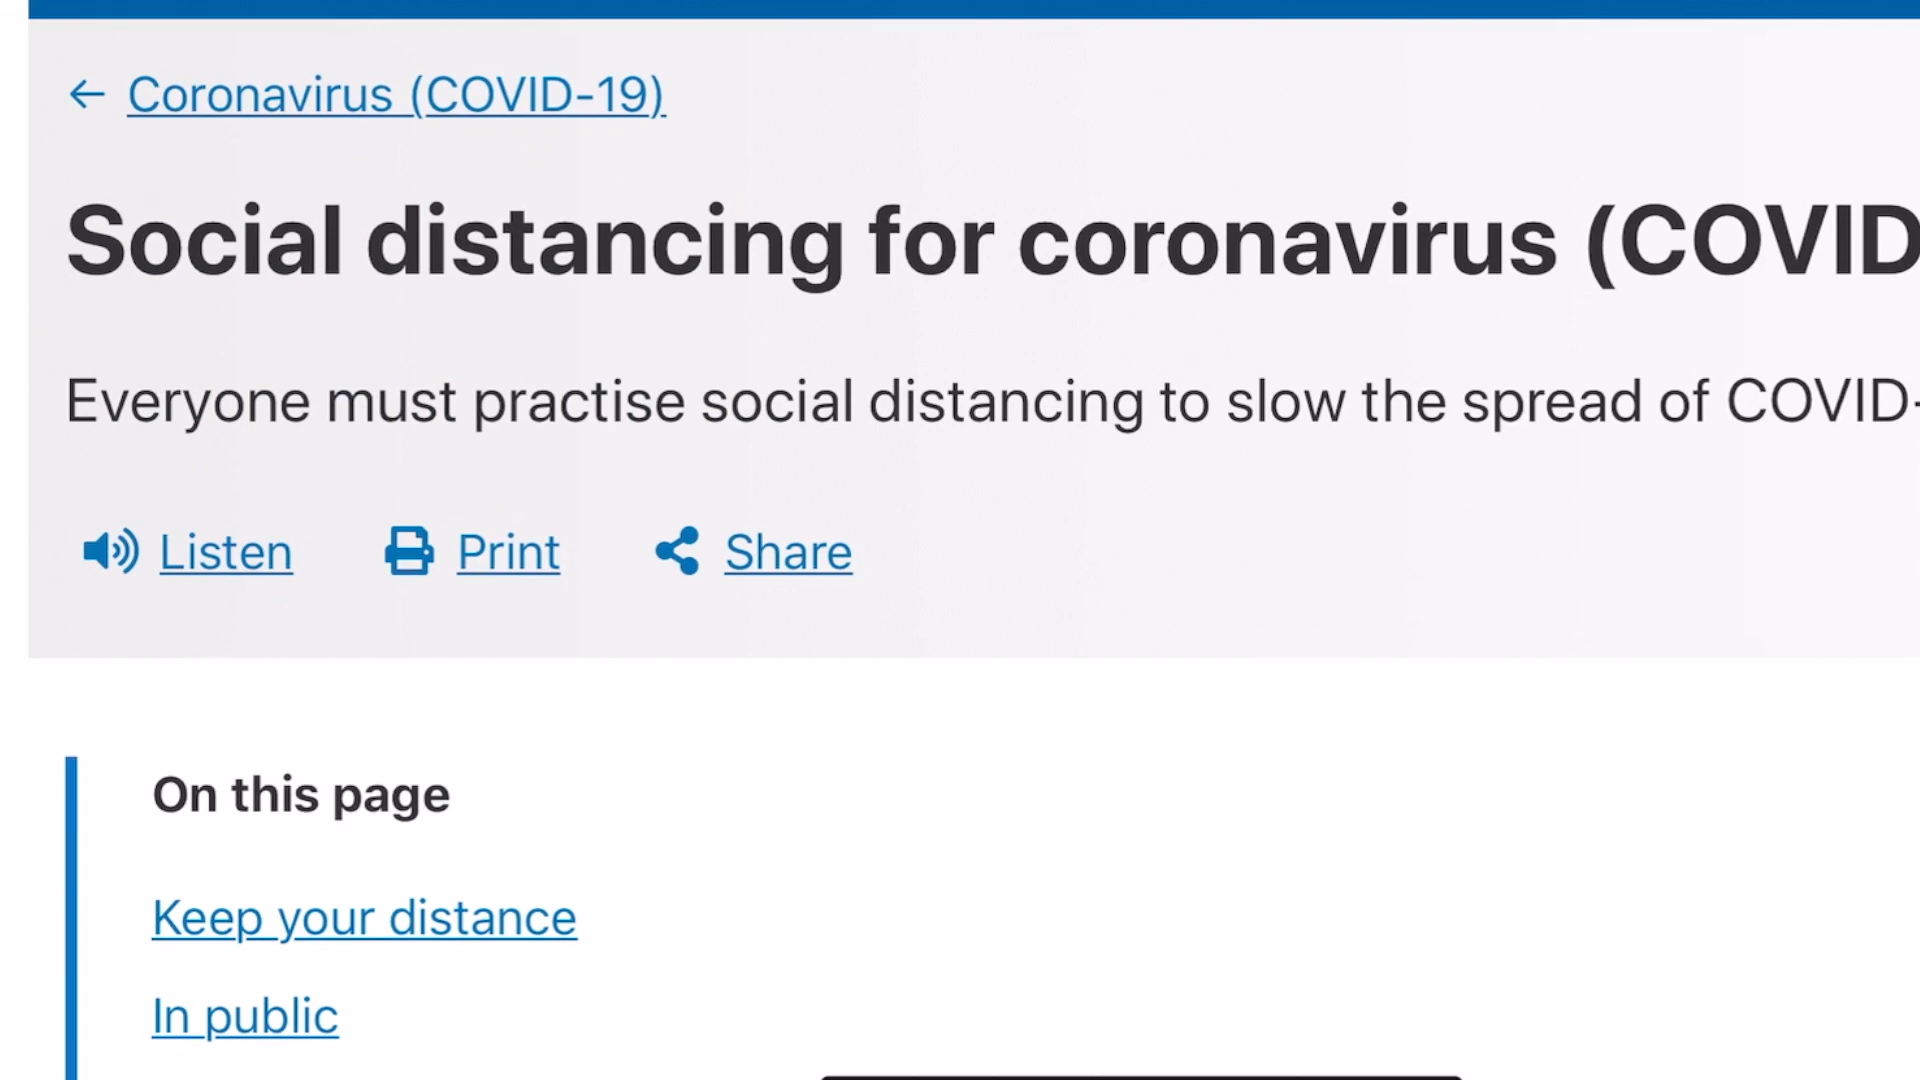 ← Coronavirus (COVID-19)
Social distancing for coronavirus (COVID
Everyone must practise social distancing to slow the spread of COVID-
Listen Print Share
On this page
Keep your distance
In public